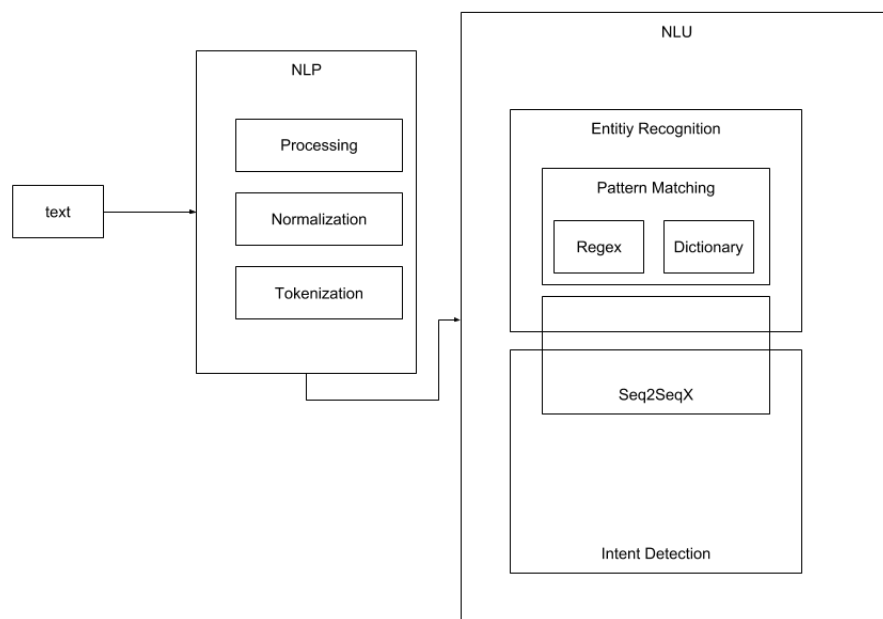 text
NLP
Processing
Normalization
Tokenization
NLU
Entitiy Recognition
Pattern Matching
Regex
Dictionary
Seq2SeqX
Intent Detection